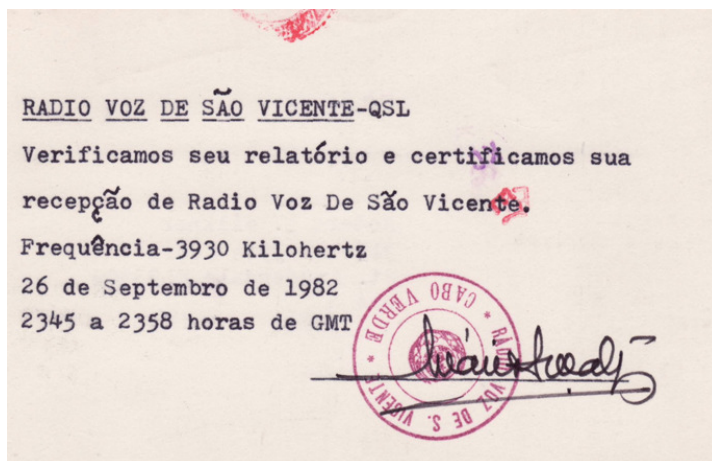 RADIO VOZ DE SÃO VICENTE-QSL
Verificamos seu relatório e certificamos sua
recepção de Radio Voz De São Vicente.
Frequência-3930 Kilohertz
26 de Septembro de 1982
2345 a 2358 horas de GMT
* RÁDIO VOZ DE S. VICENTE * CABO VERDE